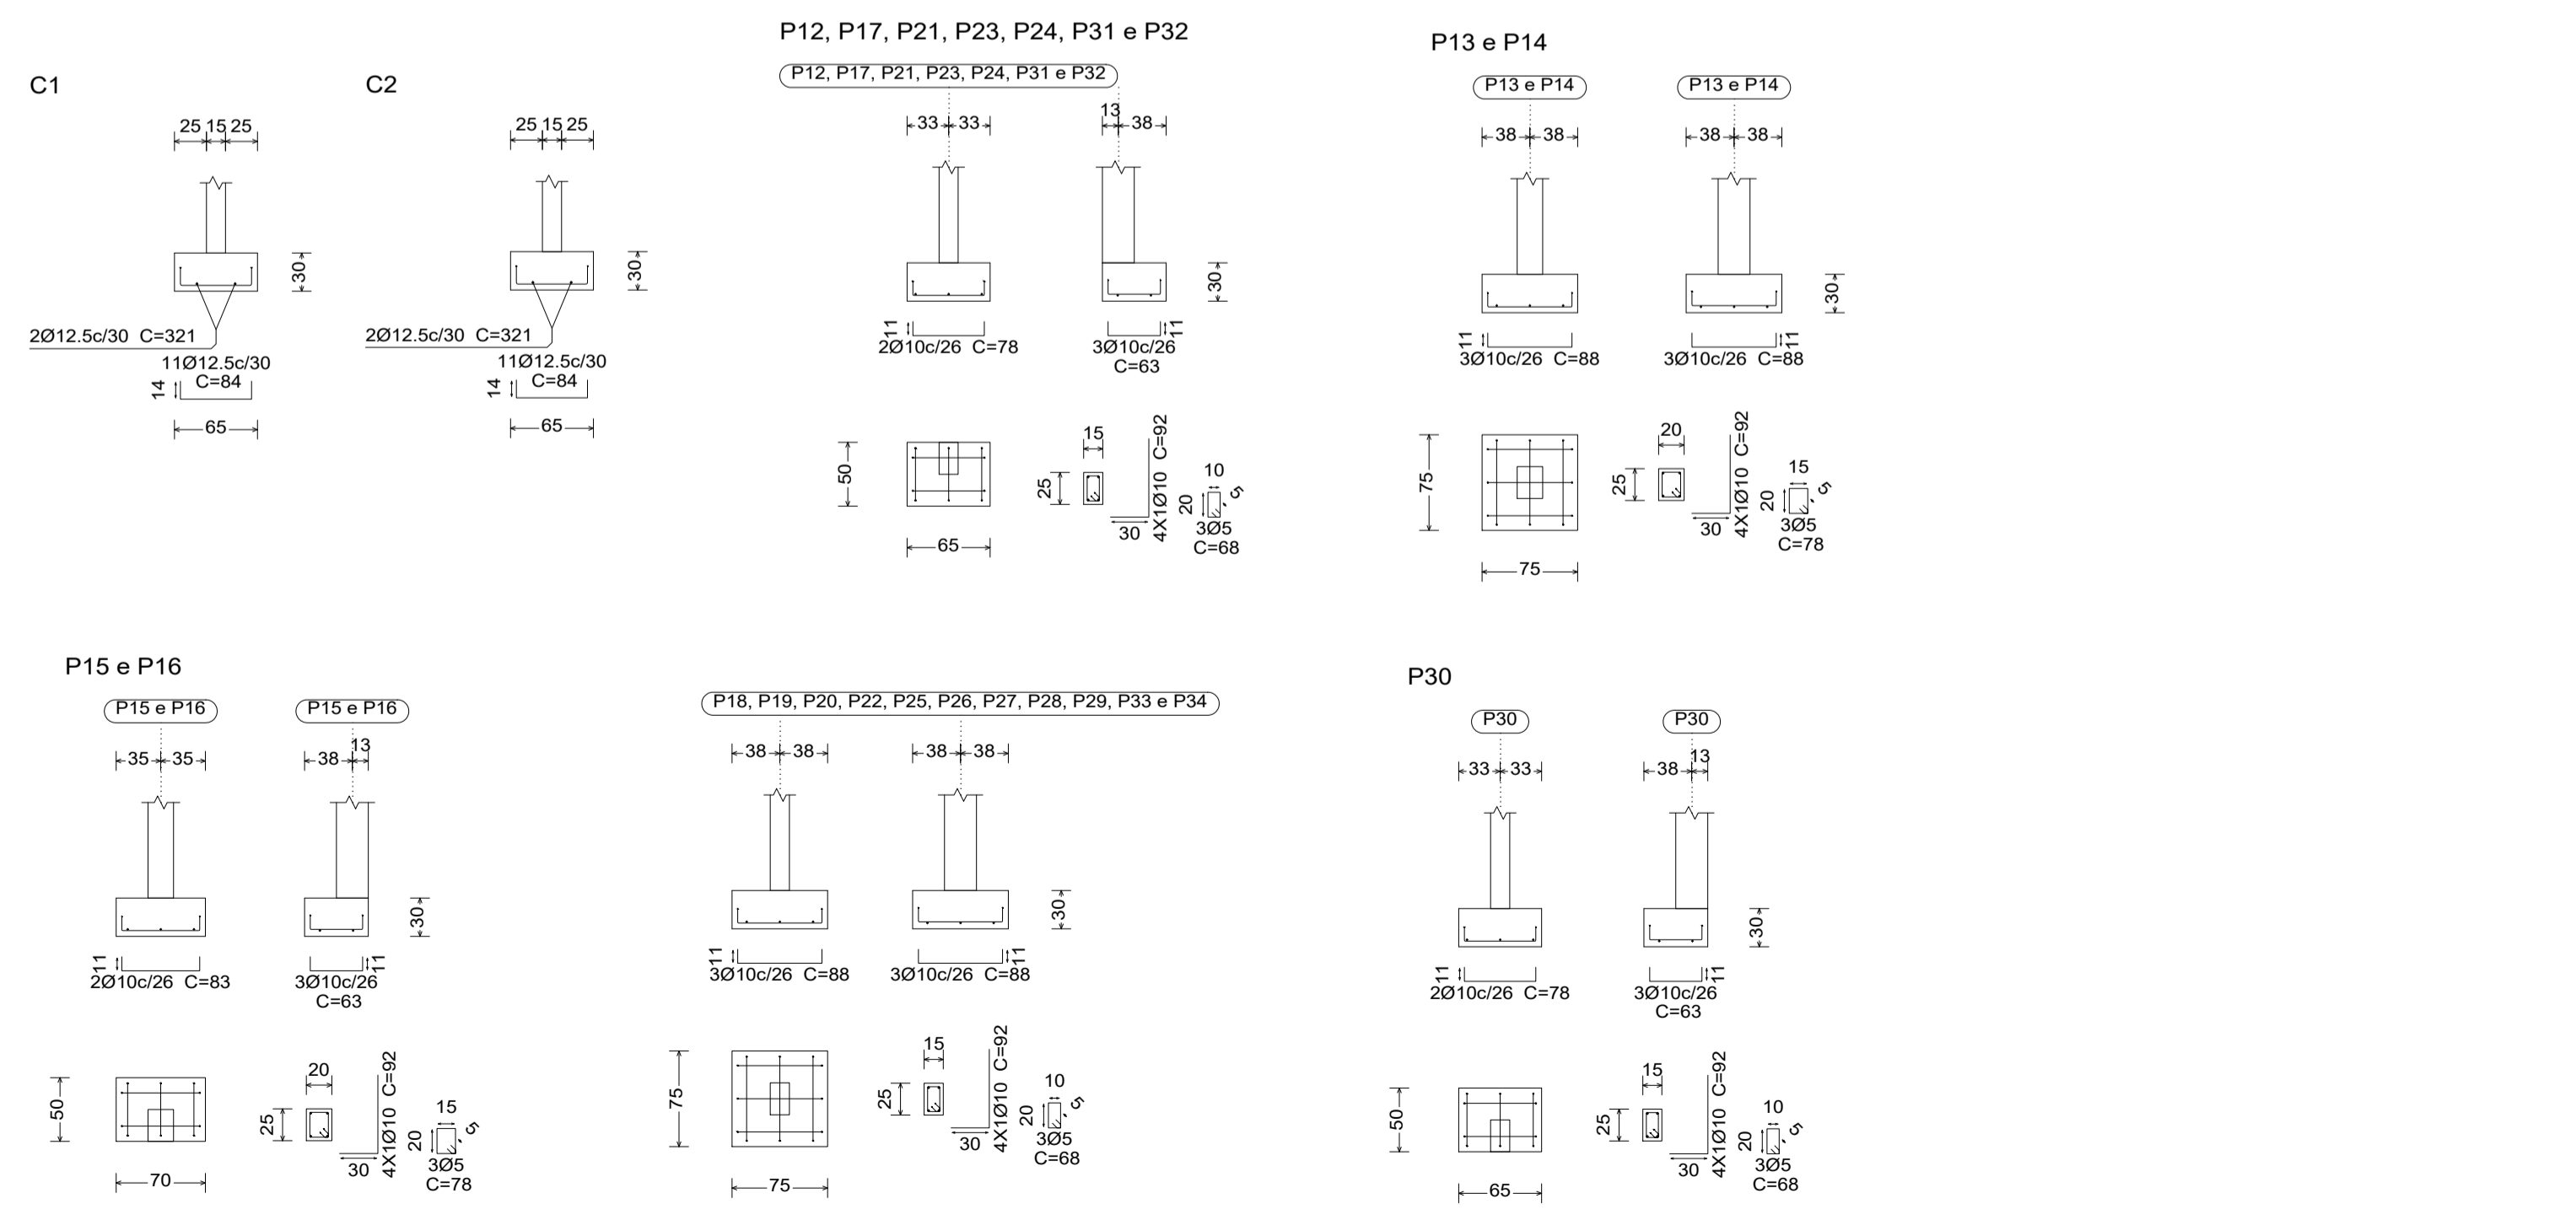 C1
25 15 25
30
2Ø12.5c/30 C=321
11Ø12.5c/30
C=84
14
65
C2
25 15 25
30
2Ø12.5c/30 C=321
11Ø12.5c/30
C=84
14
65
P12, P17, P21, P23, P24, P31 e P32
P12, P17, P21, P23, P24, P31 e P32
33 33
13
38
30
11
2Ø10c/26 C=78
11
3Ø10c/26
C=63
50
65
15
25
30
4X1Ø10 C=92
10
20
5
3Ø5
C=68
P13 e P14
P13 e P14
P13 e P14
38 38
38 38
30
11
3Ø10c/26 C=88
11
3Ø10c/26 C=88
75
75
20
25
30
4X1Ø10 C=92
15
20
5
3Ø5
C=78
P15 e P16
P15 e P16
P15 e P16
35 35
38
13
30
11
2Ø10c/26 C=83
11
3Ø10c/26
C=63
50
70
20
25
30
4X1Ø10 C=92
15
20
5
3Ø5
C=78
P18, P19, P20, P22, P25, P26, P27, P28, P29, P33 e P34
38 38
38 38
30
11
3Ø10c/26 C=88
11
3Ø10c/26 C=88
75
75
15
25
30
4X1Ø10 C=92
10
20
5
3Ø5
C=68
P30
P30
P30
33 33
38
13
30
11
2Ø10c/26 C=78
11
3Ø10c/26
C=63
50
65
15
25
30
4X1Ø10 C=92
10
20
5
3Ø5
C=68